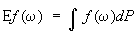 Ef(ω) = ∫ f(ω)dP